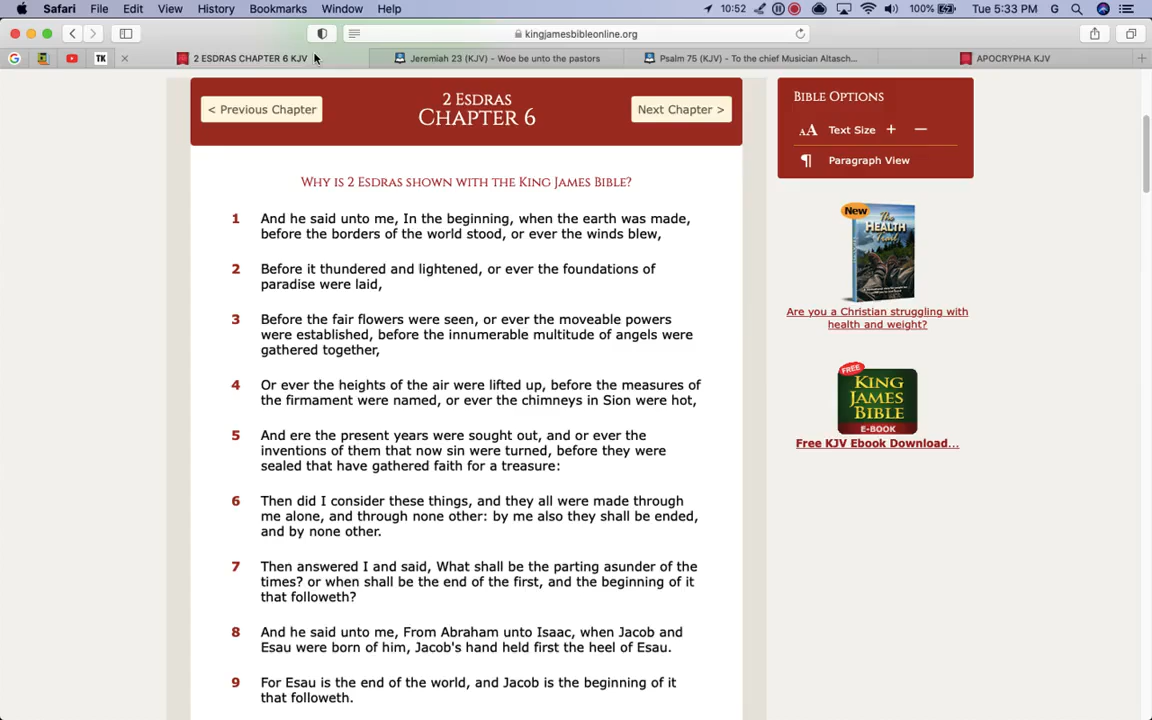 Safari File Edit View History Bookmarks Window Help 10:52 100% Tue 5:33 PM G
kingjamesbibleonline.org
G TK 2 ESDRAS CHAPTER 6 KJV Jeremiah 23 (KJV) - Woe be unto the pastors Psalm 75 (KJV) - To the chief Musician Altasch... APOCRYPHA KJV
< Previous Chapter
2 Esdras
Chapter 6
Next Chapter >
Why is 2 Esdras shown with the King James Bible?
1 And he said unto me, In the beginning, when the earth was made,
before the borders of the world stood, or ever the winds blew,
2 Before it thundered and lightened, or ever the foundations of
paradise were laid,
3 Before the fair flowers were seen, or ever the moveable powers
were established, before the innumerable multitude of angels were
gathered together,
4 Or ever the heights of the air were lifted up, before the measures of
the firmament were named, or ever the chimneys in Sion were hot,
5 And ere the present years were sought out, and or ever the
inventions of them that now sin were turned, before they were
sealed that have gathered faith for a treasure:
6 Then did I consider these things, and they all were made through
me alone, and through none other: by me also they shall be ended,
and by none other.
7 Then answered I and said, What shall be the parting asunder of the
times? or when shall be the end of the first, and the beginning of it
that followeth?
8 And he said unto me, From Abraham unto Isaac, when Jacob and
Esau were born of him, Jacob's hand held first the heel of Esau.
9 For Esau is the end of the world, and Jacob is the beginning of it
that followeth.
Bible Options
AA Text Size + —
¶ Paragraph View
New
The
HEALTH
Are you a Christian struggling with
health and weight?
FREE
KING
JAMES
BIBLE
E-BOOK
Free KJV Ebook Download...